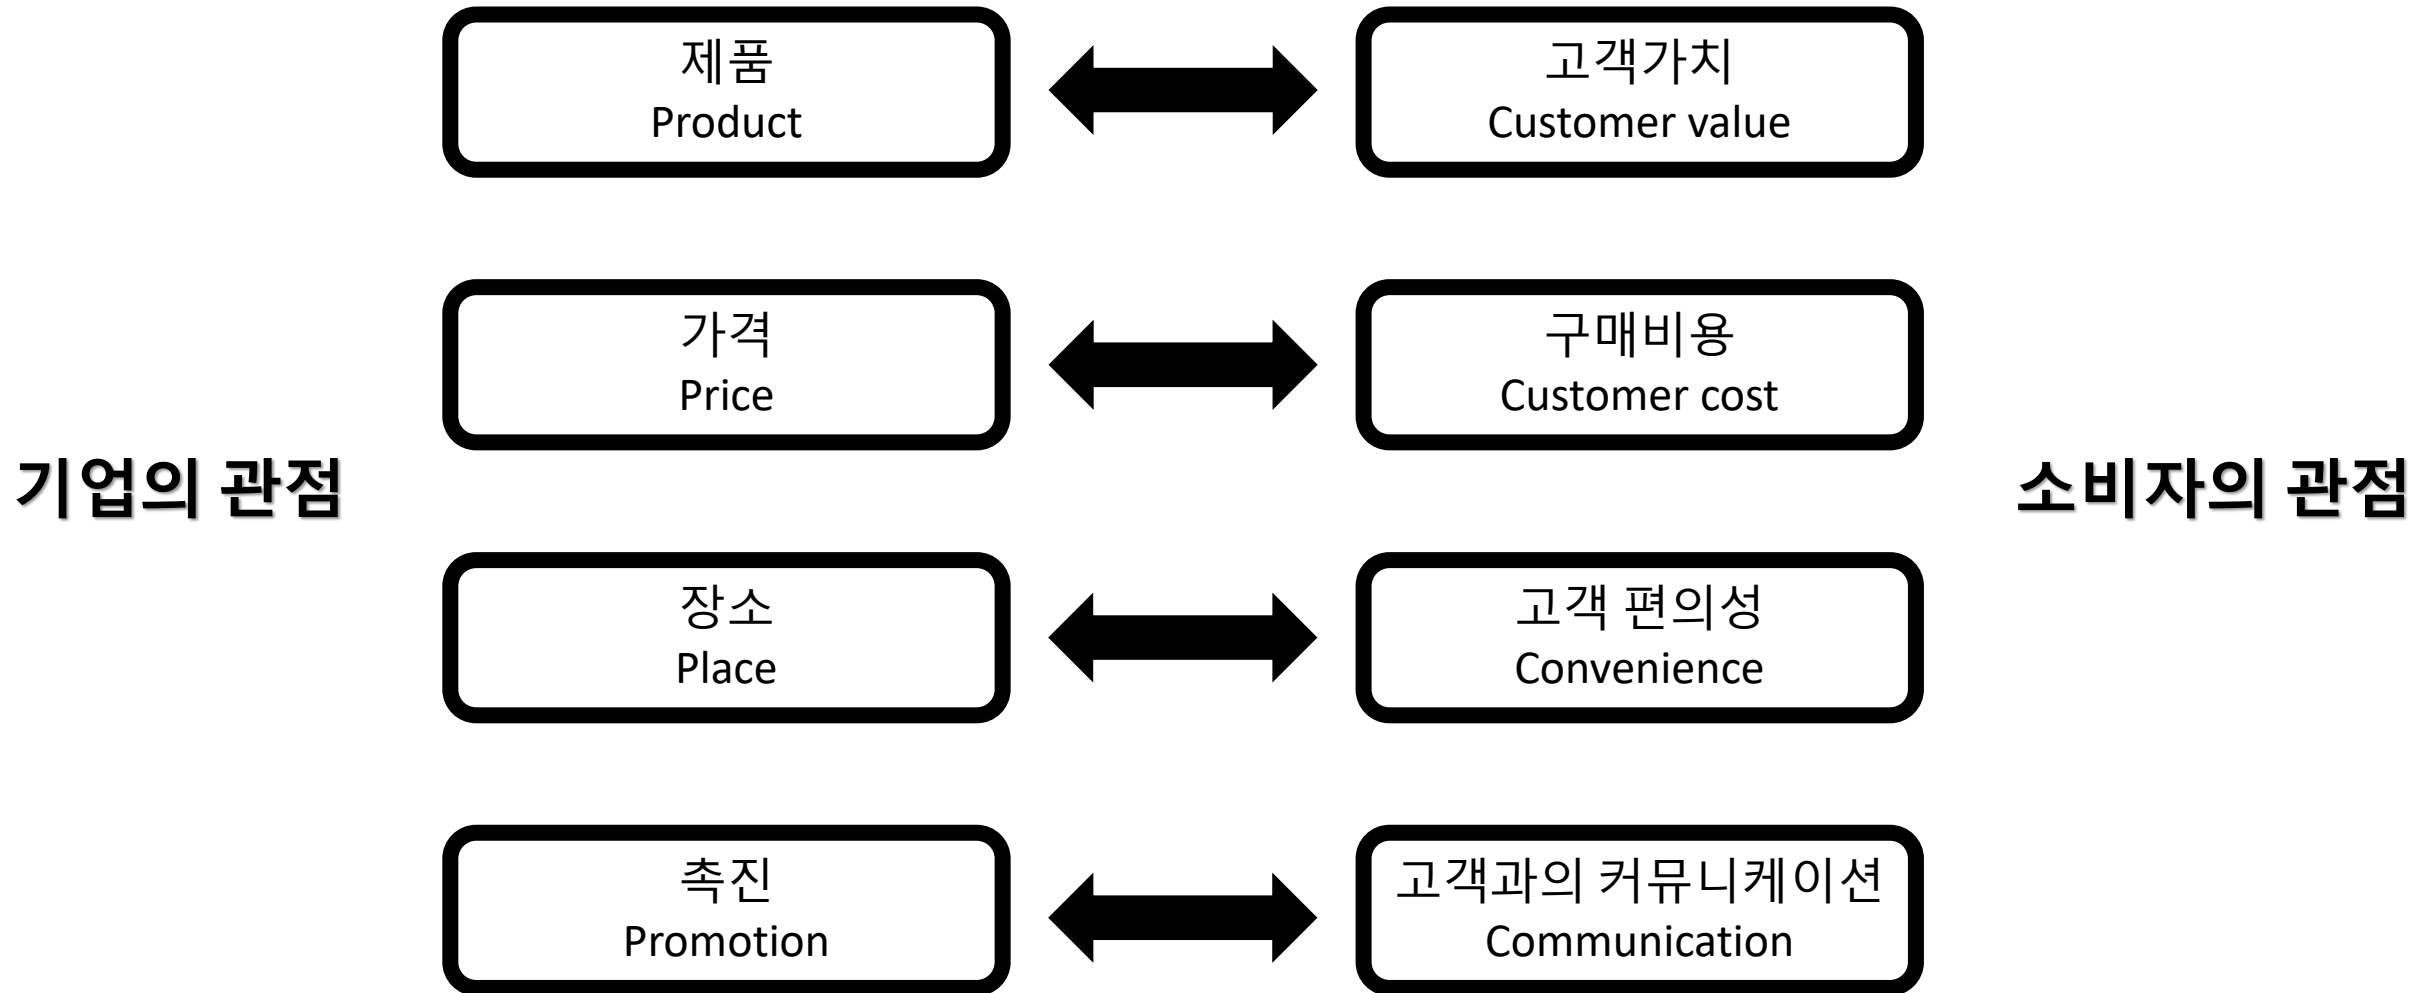 제품
Product
고객가치
Customer value
가격
Price
구매비용
Customer cost
기업의 관점
소비자의 관점
장소
Place
고객 편의성
Convenience
촉진
Promotion
고객과의 커뮤니케이션
Communication